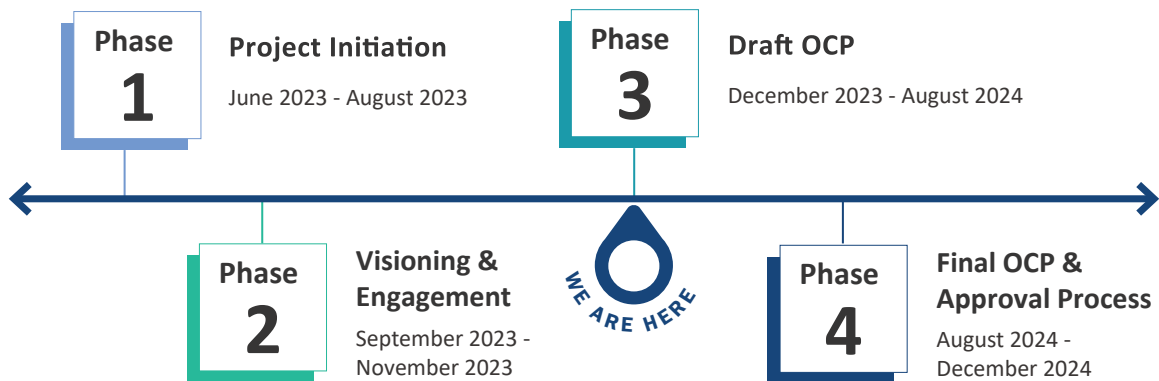 Phase
1
Project Initiation
June 2023 - August 2023
Phase
2
Visioning &
Engagement
September 2023 -
November 2023
Phase
3
Draft OCP
December 2023 - August 2024
WE ARE HERE
Phase
4
Final OCP &
Approval Process
August 2024 -
December 2024